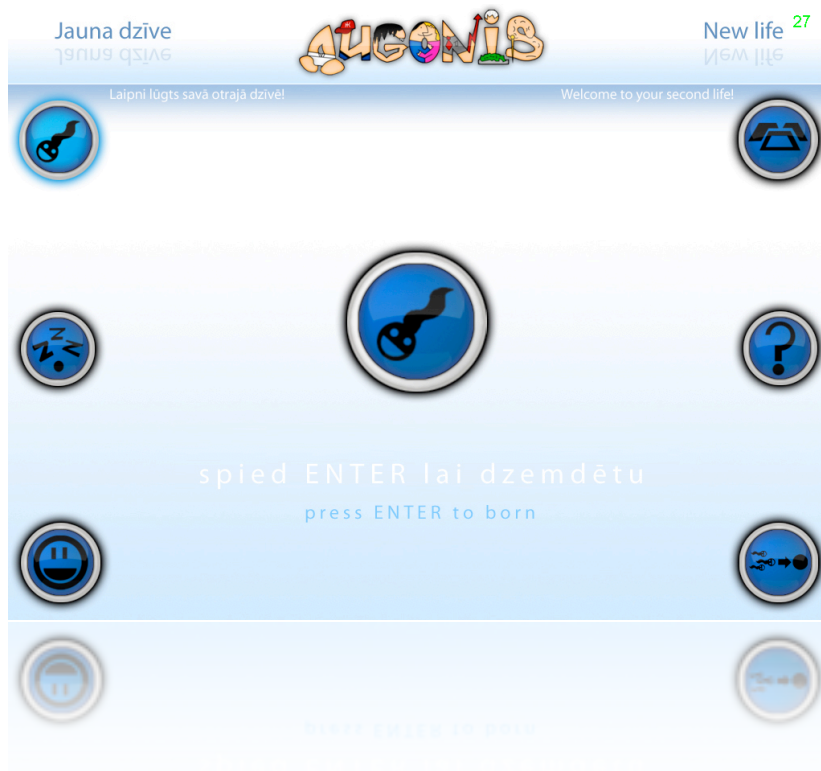 Jauna dzīve
AUGONIS
New life
27
Laipni lūgts savā otrajā dzīvē!
Welcome to your second life!
Z
Z
Z
?
spied ENTER lai dzemdētu
press ENTER to born